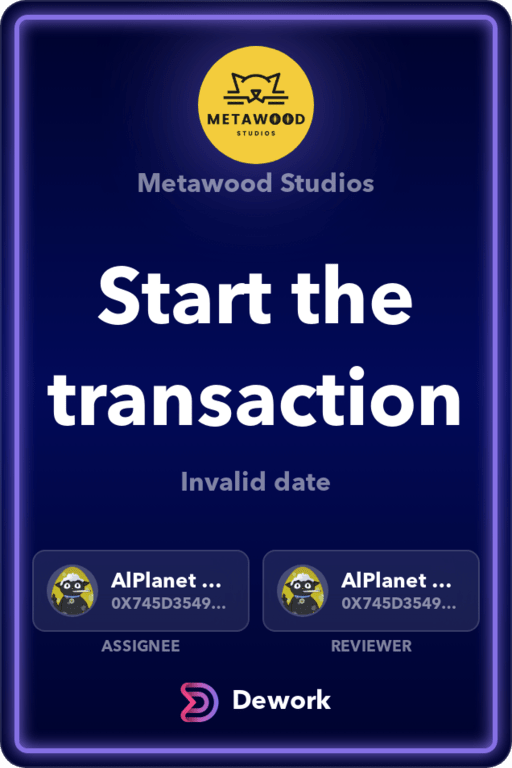 METAWOOD
STUDIOS
Metawood Studios
Start the
transaction
Invalid date
AlPlanet ...
0X745D3549...
ASSIGNEE
AlPlanet ...
0X745D3549...
REVIEWER
Dework